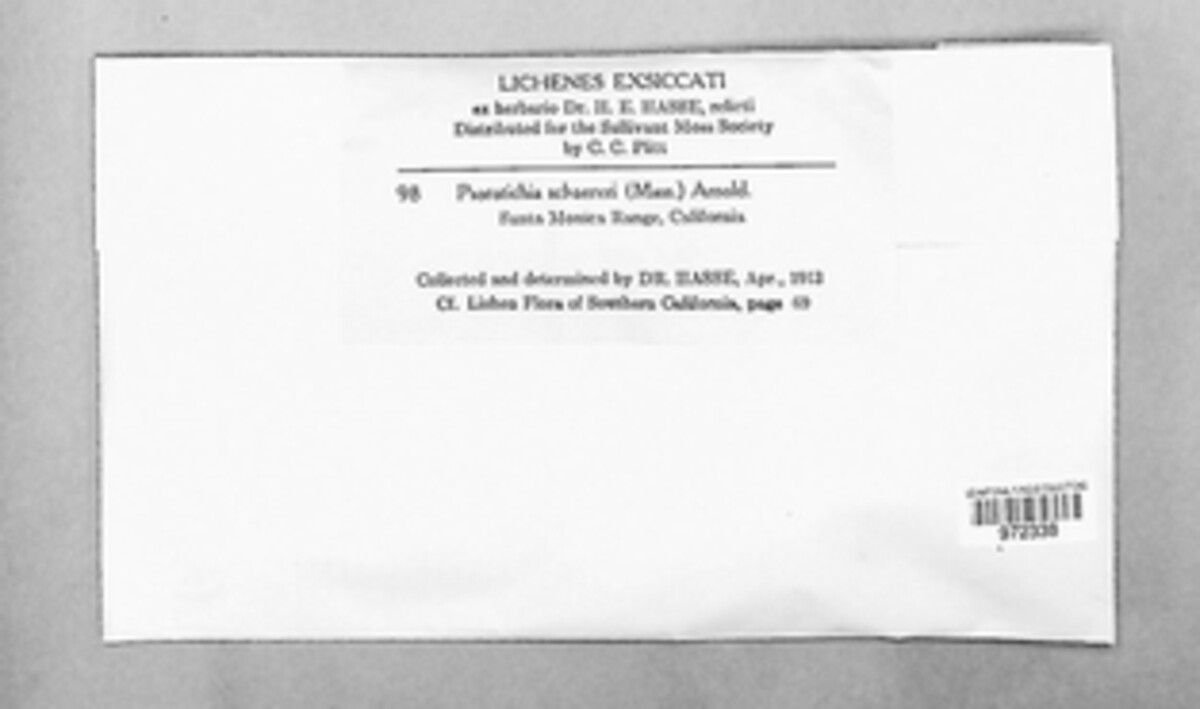 LICHENES EXSICCATI
ex herbario Dr. H. E. HASSE, relicti
Distributed for the Sullivant Moss Society
by C. C. Plitt
98 Psorotichia schaereri (Mass.) Arnold.
Santa Monica Range, California
Collected and determined by DR. HASSE, Apr., 1913
Cf. Lichen Flora of Southern California, page 69
972338